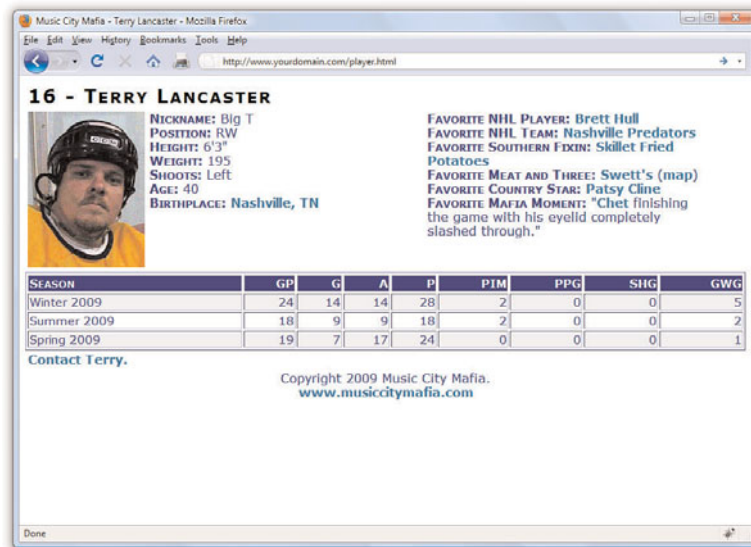 Music City Mafia - Terry Lancaster - Mozilla Firefox
File Edit View History Bookmarks Tools Help
http://www.yourdomain.com/player.html
16 - TERRY LANCASTER
NICKNAME: Big T
POSITION: RW
HEIGHT: 6'3"
WEIGHT: 195
SHOOTS: Left
AGE: 40
BIRTHPLACE: Nashville, TN
FAVORITE NHL PLAYER: Brett Hull
FAVORITE NHL TEAM: Nashville Predators
FAVORITE SOUTHERN FIXIN: Skillet Fried
Potatoes
FAVORITE MEAT AND THREE: Swett's (map)
FAVORITE COUNTRY STAR: Patsy Cline
FAVORITE MAFIA MOMENT: "Chet finishing
the game with his eyelid completely
slashed through."
SEASON GP G A P PIM PPG SHG GWG
Winter 2009 24 14 14 28 2 0 0 5
Summer 2009 18 9 9 18 2 0 0 2
Spring 2009 19 7 17 24 0 0 0 1
Contact Terry.
Copyright 2009 Music City Mafia.
www.musiccitymafia.com
Done